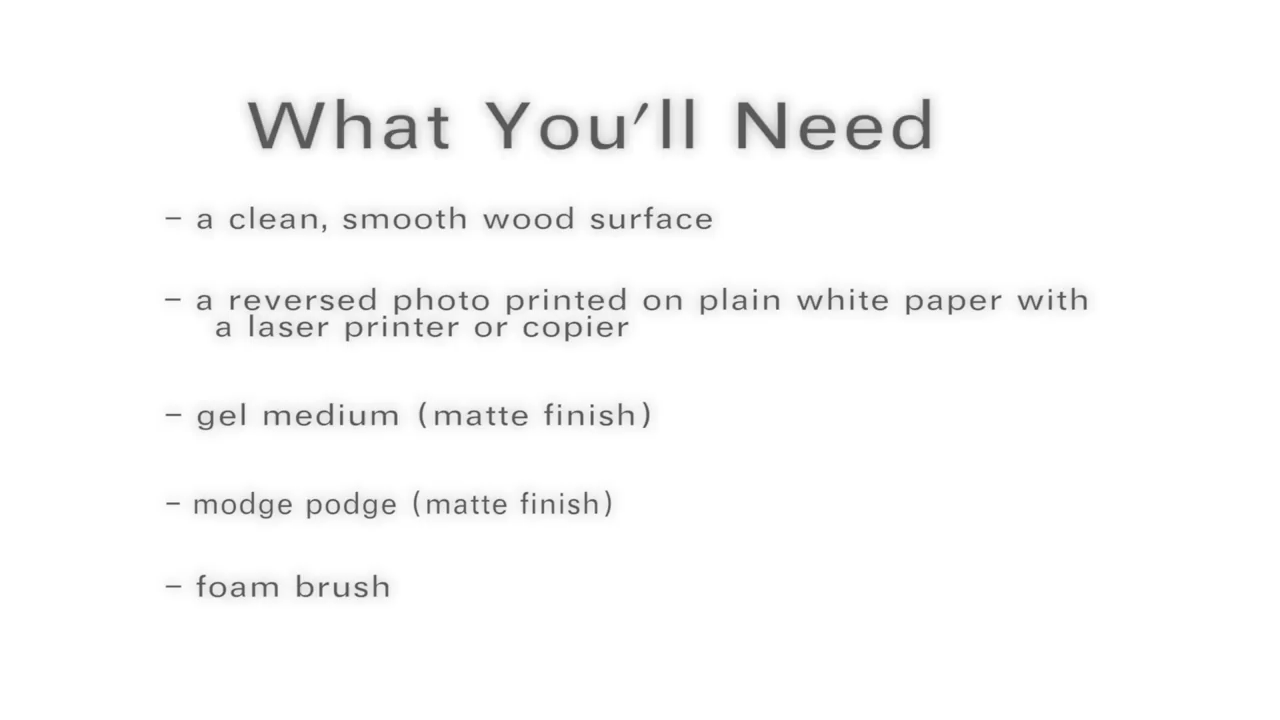 What You'll Need
- a clean, smooth wood surface
- a reversed photo printed on plain white paper with
a laser printer or copier
- gel medium (matte finish)
- modge podge (matte finish)
- foam brush